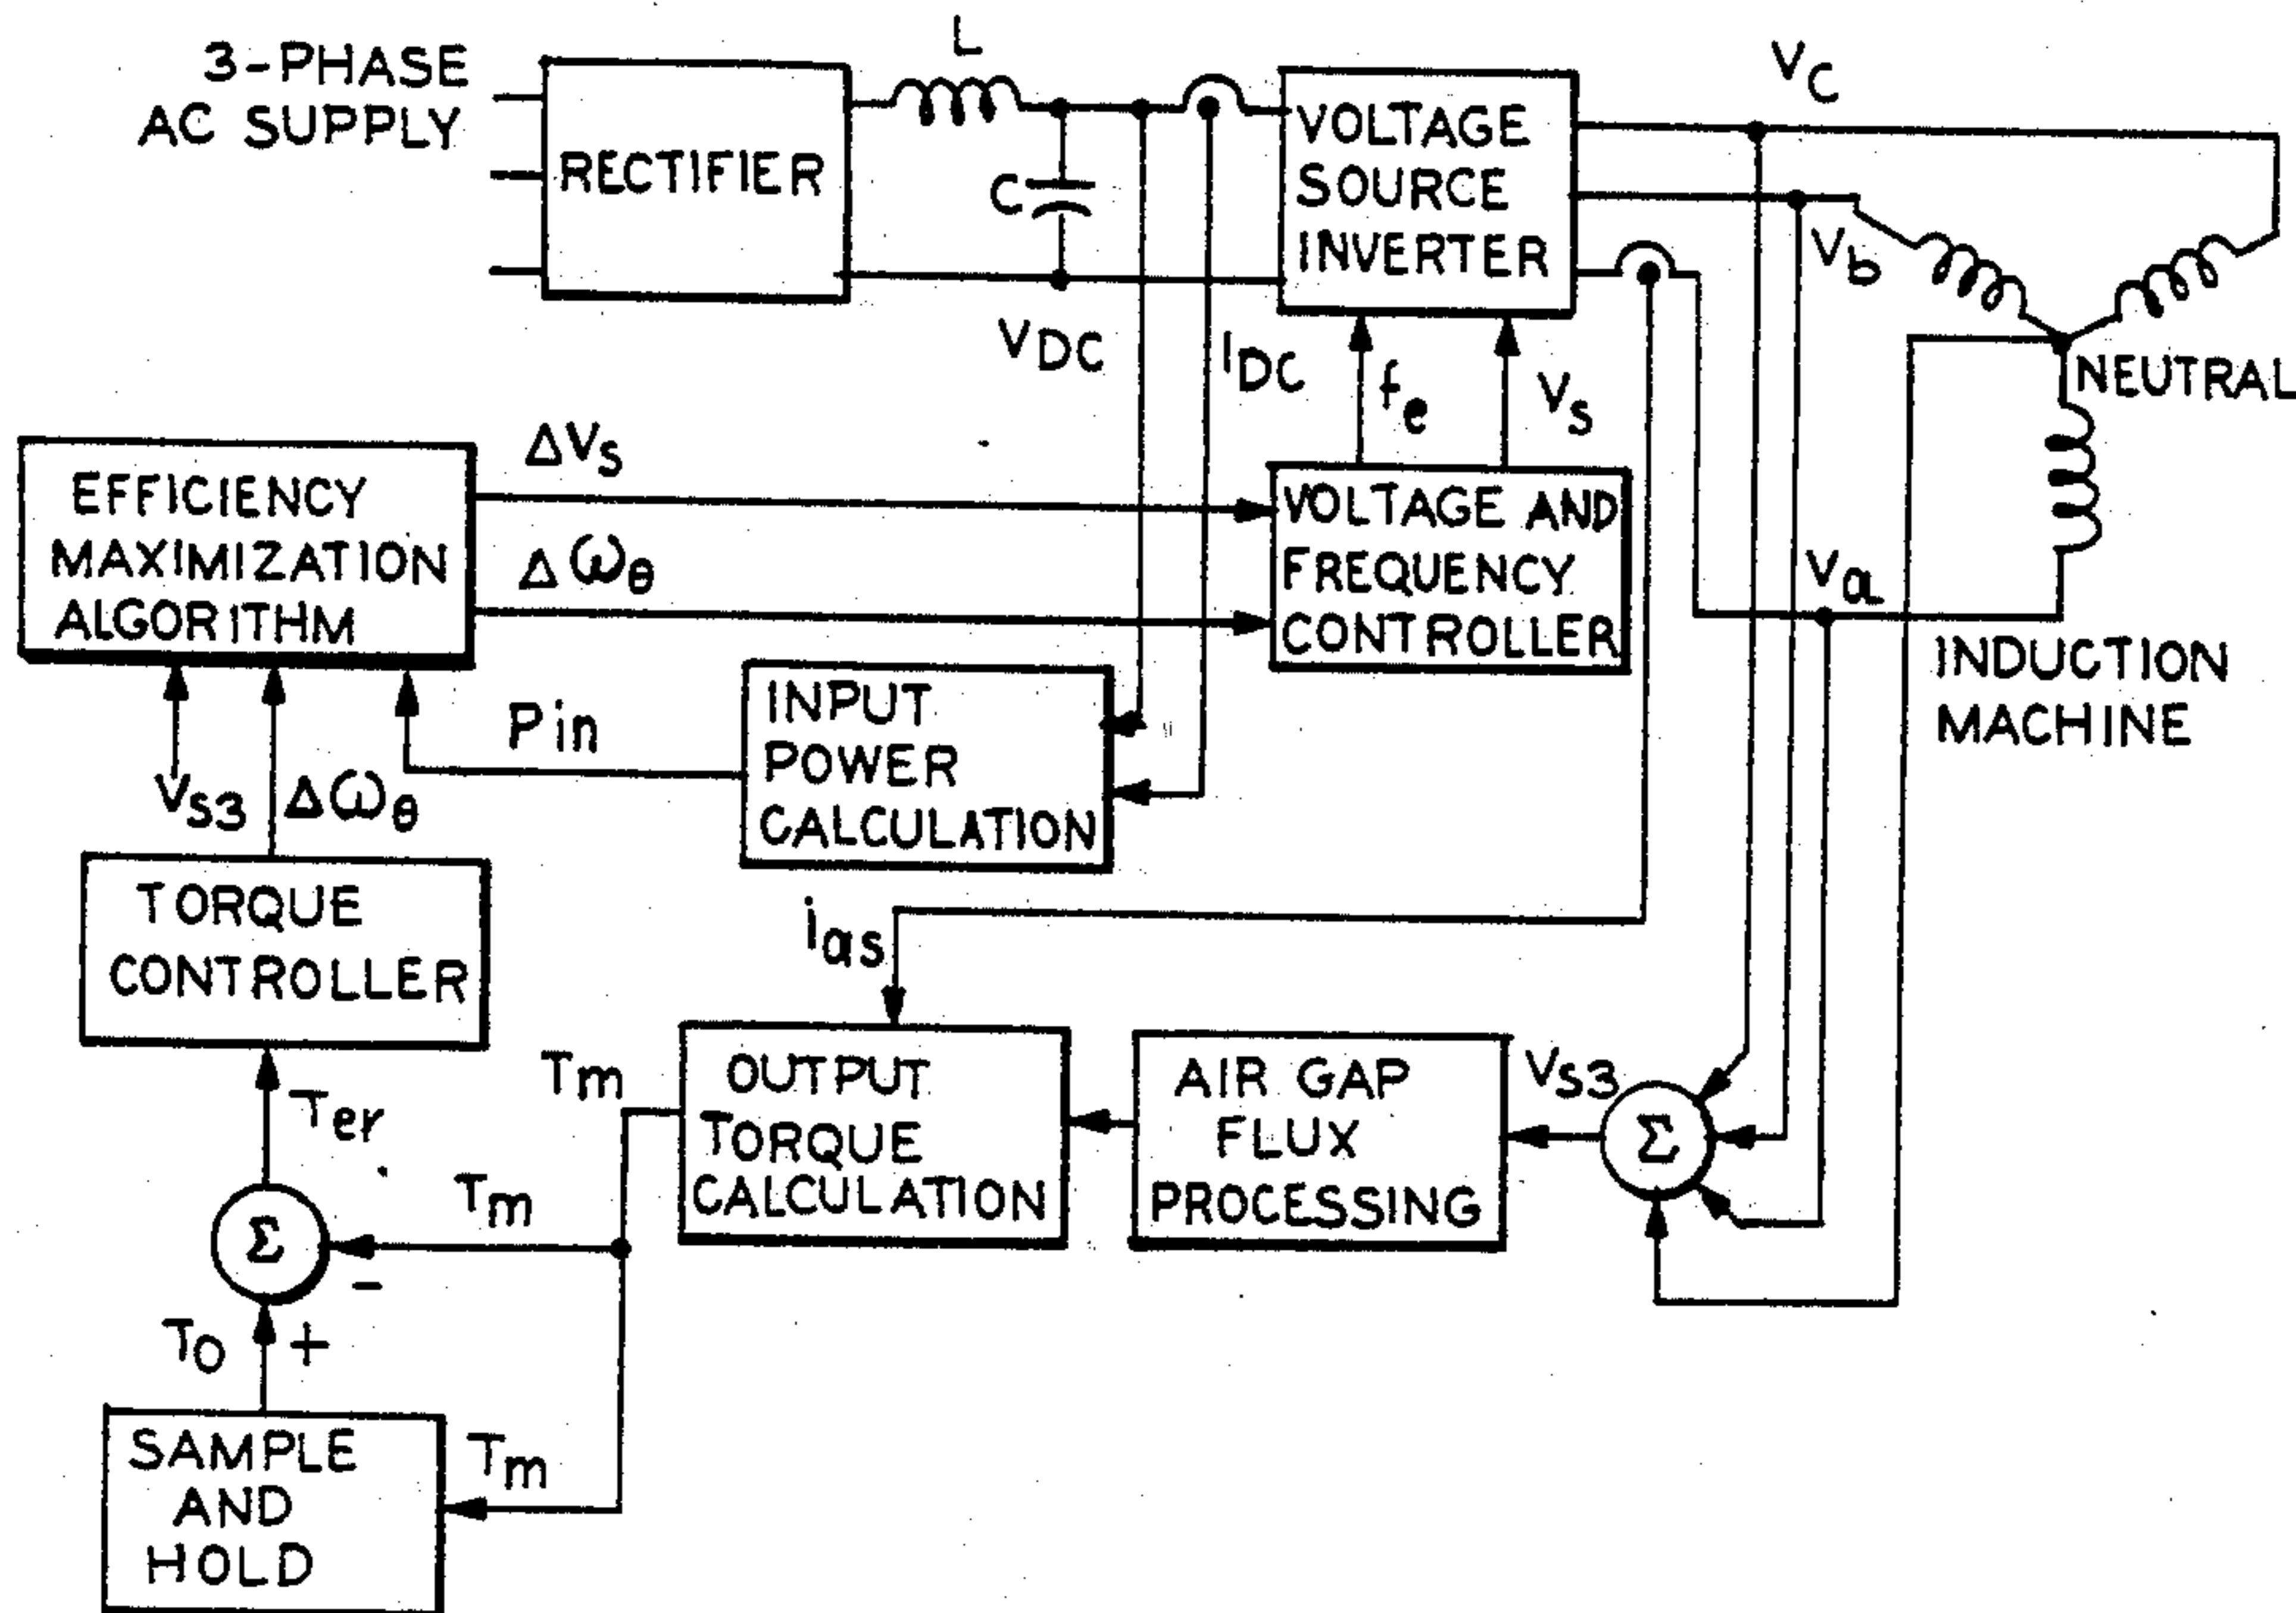 3-PHASE
AC SUPPLY
RECTIFIER
L
C
VOLTAGE
SOURCE
INVERTER
VC
Vb
NEUTRAL
VDC
IDC
fe
Vs
EFFICIENCY
MAXIMIZATION
ALGORITHM
ΔVs
Δωθ
VOLTAGE AND
FREQUENCY
CONTROLLER
Va
INDUCTION
MACHINE
Pin
INPUT
POWER
CALCULATION
VS3
Δωθ
TORQUE
CONTROLLER
ias
Tm
OUTPUT
TORQUE
CALCULATION
AIR GAP
FLUX
PROCESSING
VS3
Σ
Ter
Tm
Σ
-
To
+
SAMPLE
AND
HOLD
Tm